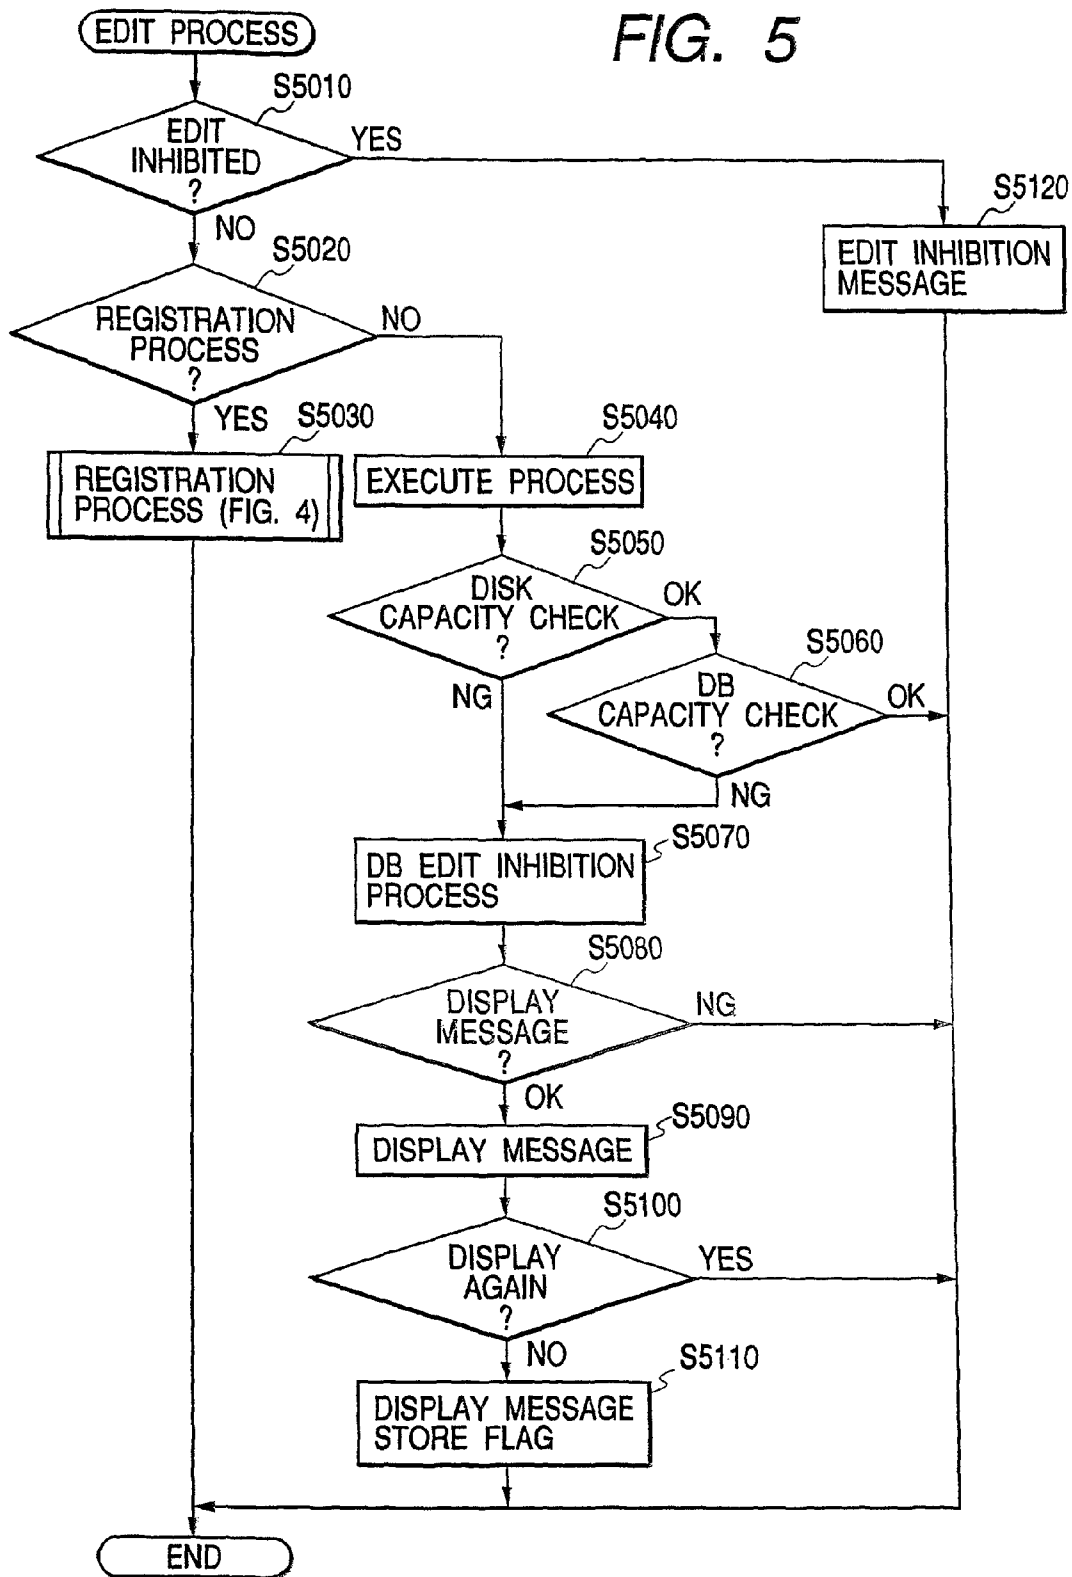 EDIT PROCESS
FIG. 5
S5010
EDIT
INHIBITED
?
YES
NO
S5120
EDIT INHIBITION
MESSAGE
S5020
REGISTRATION
PROCESS
?
NO
YES
S5030
REGISTRATION
PROCESS (FIG. 4)
S5040
EXECUTE PROCESS
S5050
DISK
CAPACITY CHECK
?
OK
NG
S5060
DB
CAPACITY CHECK
?
OK
NG
S5070
DB EDIT INHIBITION
PROCESS
S5080
DISPLAY
MESSAGE
?
NG
OK
S5090
DISPLAY MESSAGE
S5100
DISPLAY
AGAIN
?
YES
NO
S5110
DISPLAY MESSAGE
STORE FLAG
END